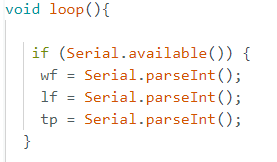 void loop(){
if (Serial.available()) {
wf = Serial.parseInt();
lf = Serial.parseInt();
tp = Serial.parseInt();
}